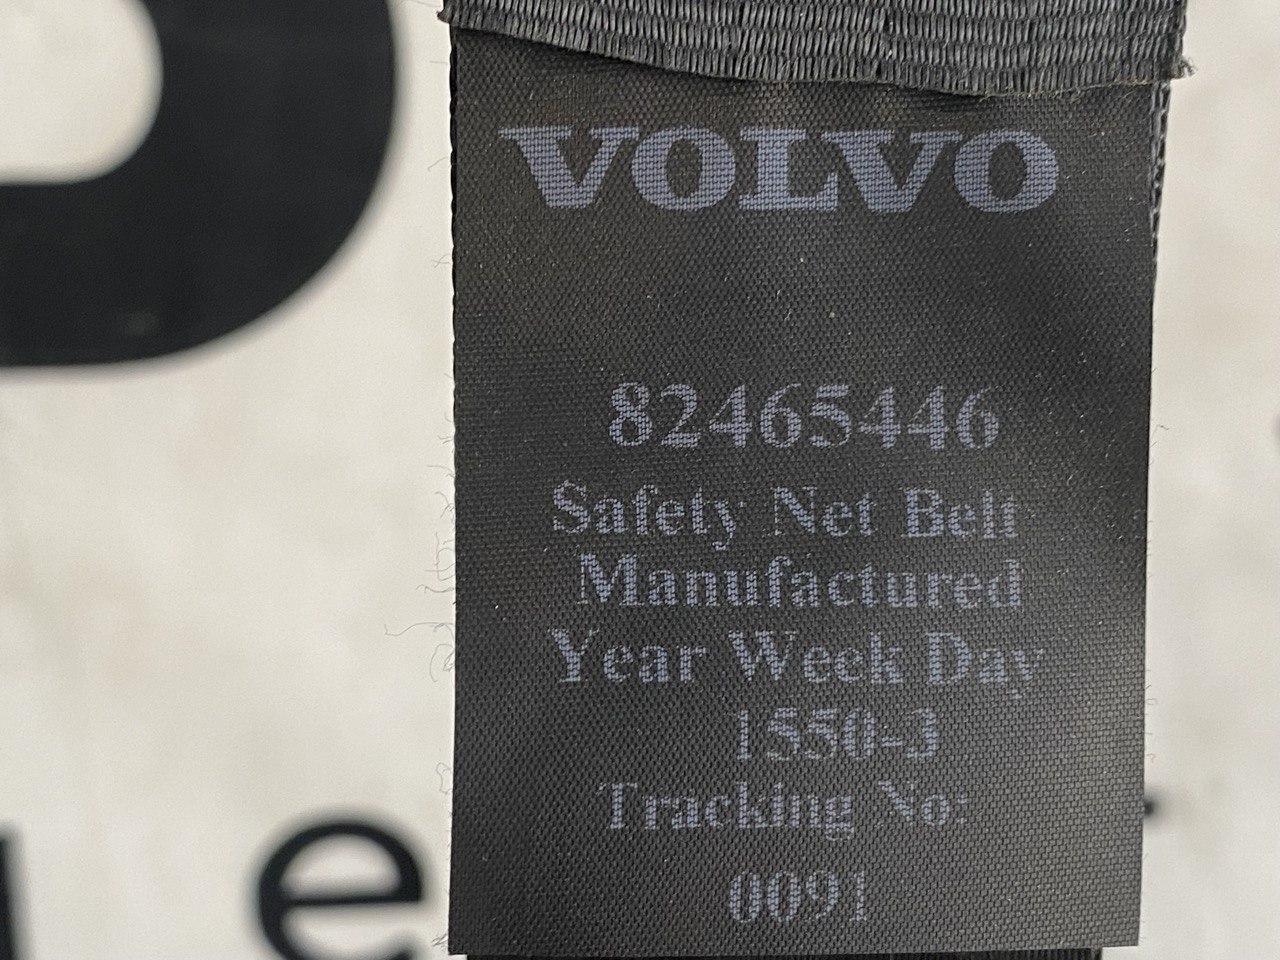 VOLVO
82465446
Safety Net Belt
Manufactured
Year Week Day
1550-3
Tracking No:
0091
e